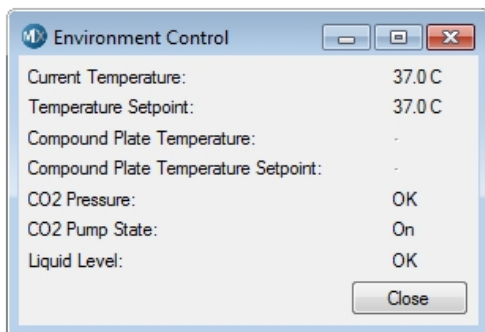 MX Environment Control
Current Temperature: 37.0 C
Temperature Setpoint: 37.0 C
Compound Plate Temperature: -
Compound Plate Temperature Setpoint: -
CO2 Pressure: OK
CO2 Pump State: On
Liquid Level: OK
Close